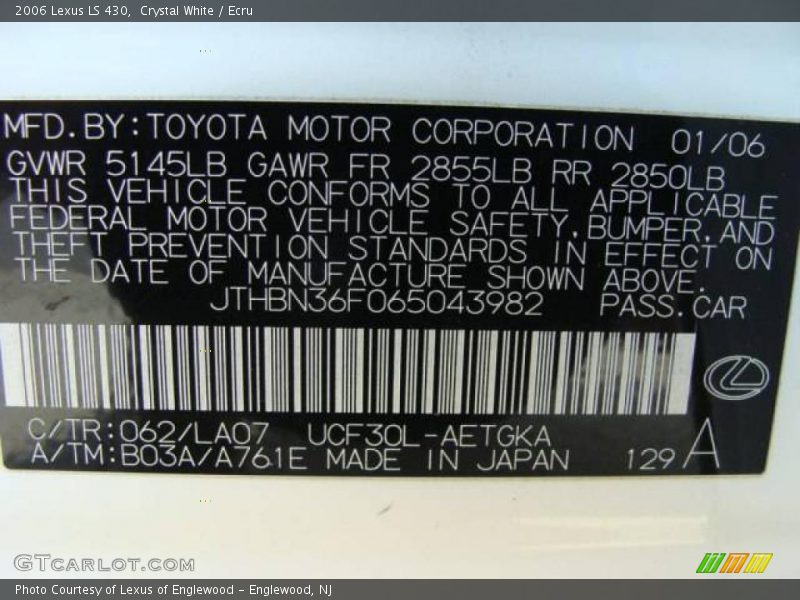 2006 Lexus LS 430, Crystal White / Ecru
MFD.BY:TOYOTA MOTOR CORPORATION 01/06
GVWR 5145LB GAWR FR 2855LB RR 2850LB
THIS VEHICLE CONFORMS TO ALL APPLICABLE
FEDERAL MOTOR VEHICLE SAFETY,BUMPER,AND
THEFT PREVENTION STANDARDS IN EFFECT ON
THE DATE OF MANUFACTURE SHOWN ABOVE.
JTHBN36F065043982 PASS.CAR
C/TR:062/LA07 UCF30L-AETGKA
A/TM:B03A/A761E MADE IN JAPAN 129 A
GTCARLOT.COM
Photo Courtesy of Lexus of Englewood - Englewood, NJ